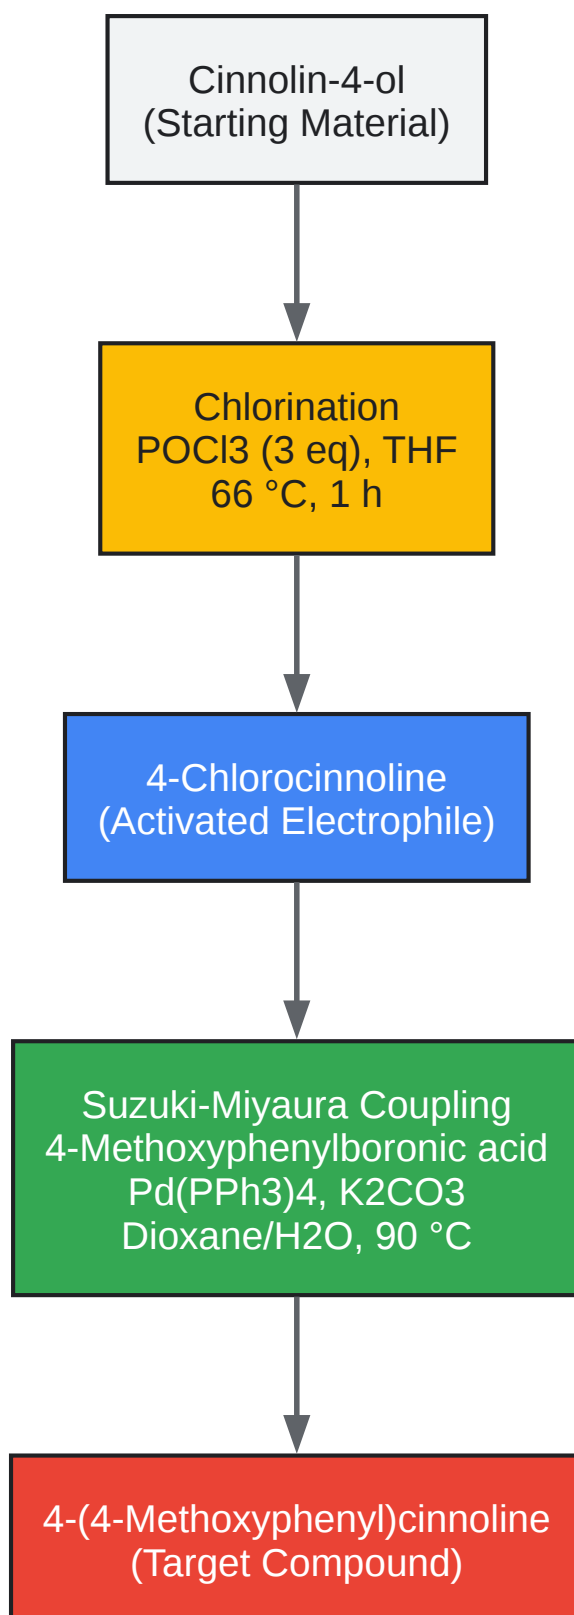 Cinnolin-4-ol
(Starting Material)
Chlorination
POCl3 (3 eq), THF
66 °C, 1 h
4-Chlorocinnoline
(Activated Electrophile)
Suzuki-Miyaura Coupling
4-Methoxyphenylboronic acid
Pd(PPh3)4, K2CO3
Dioxane/H2O, 90 °C
4-(4-Methoxyphenyl)cinnoline
(Target Compound)